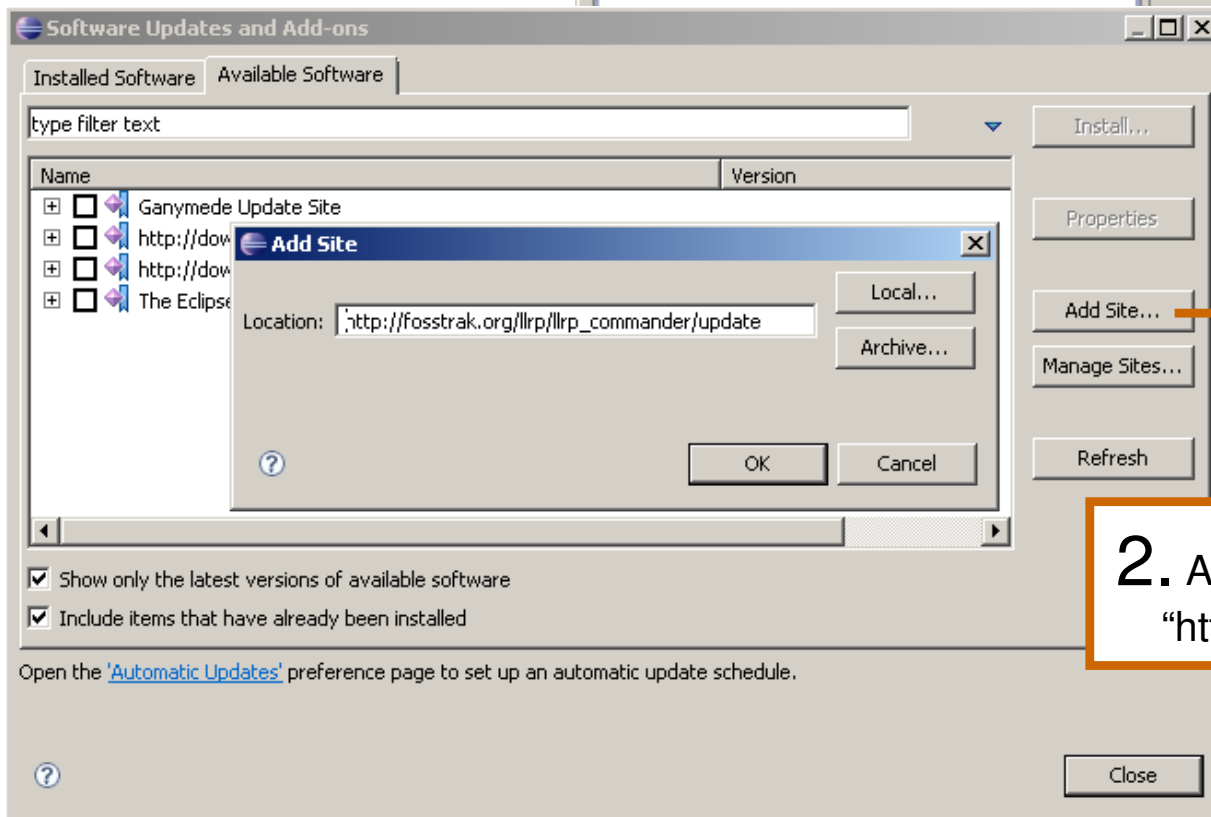 Software Updates and Add-ons
Installed Software
Available Software
type filter text
Install...
Name
Version
Ganymede Update Site
Properties
http://dow
Add Site
http://dow
The Eclipse
Location: http://fosstrak.org/llrp/llrp_commander/update
Local...
Archive...
Add Site...
Manage Sites...
OK
Cancel
Refresh
Show only the latest versions of available software
Include items that have already been installed
2. A
“htt
Open the 'Automatic Updates' preference page to set up an automatic update schedule.
Close